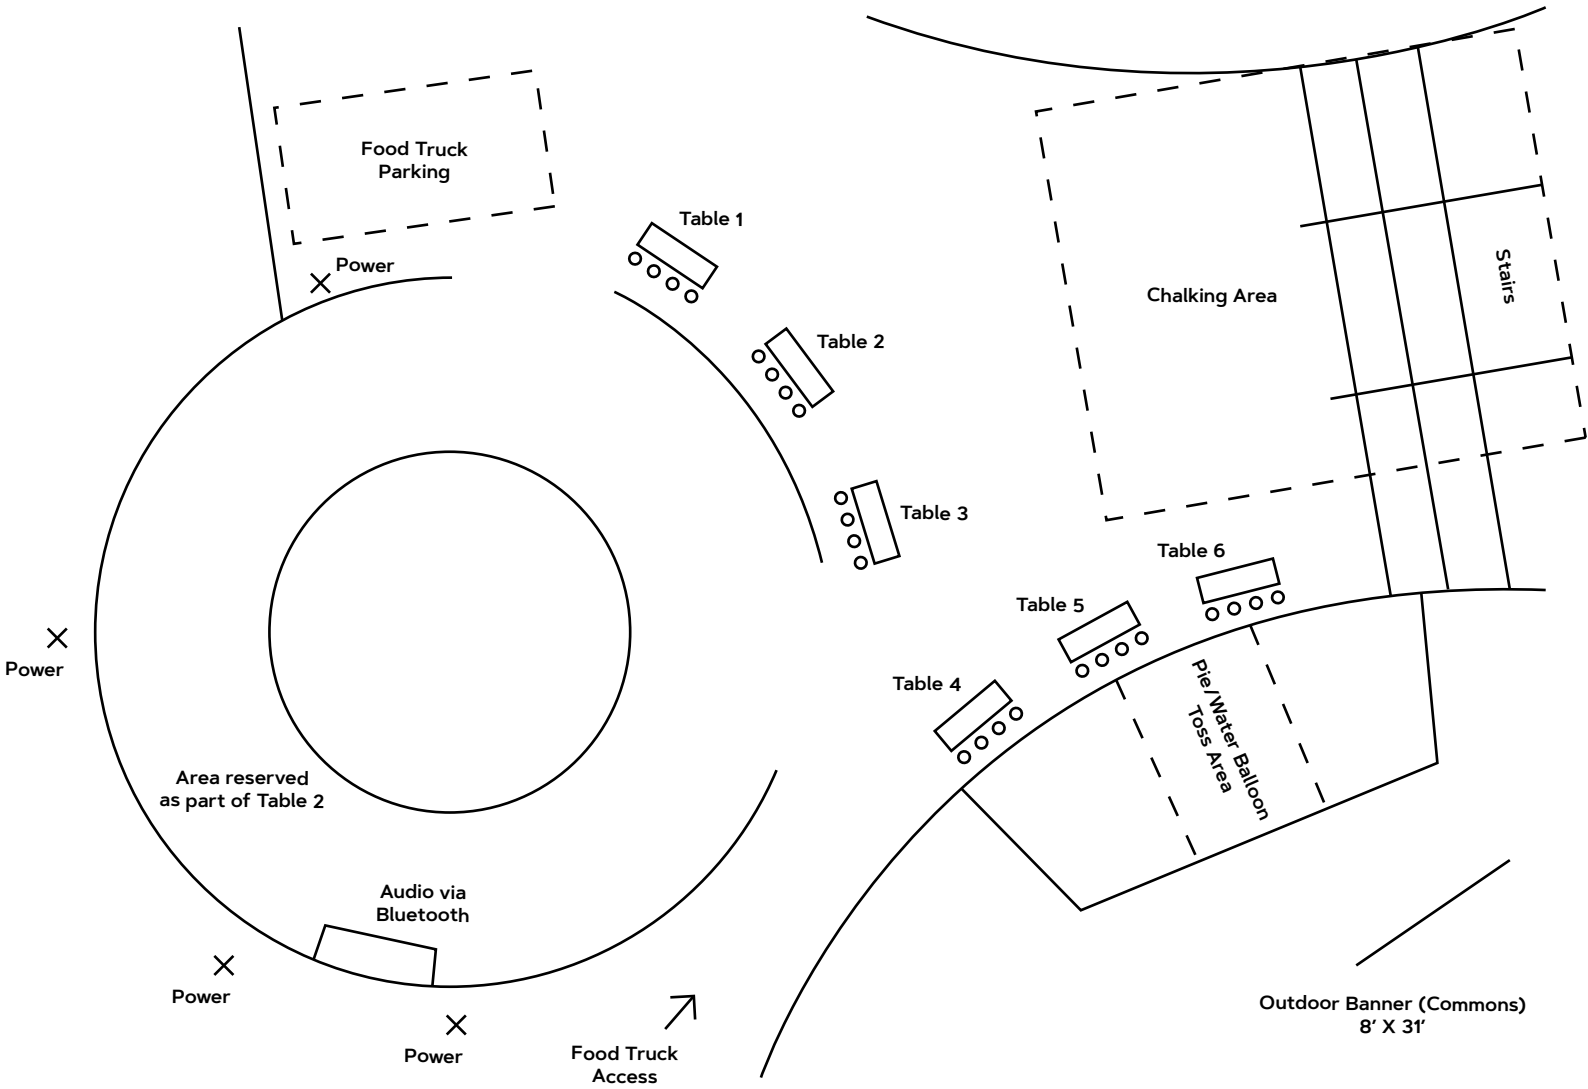 Food Truck
Parking
Power
Table 1
Table 2
Table 3
Chalking Area
Stairs
Table 6
Table 5
Table 4
Pie/Water Balloon
Toss Area
Power
Area reserved
as part of Table 2
Audio via
Bluetooth
Power
Power
Food Truck
Access
Outdoor Banner (Commons)
8’ X 31’